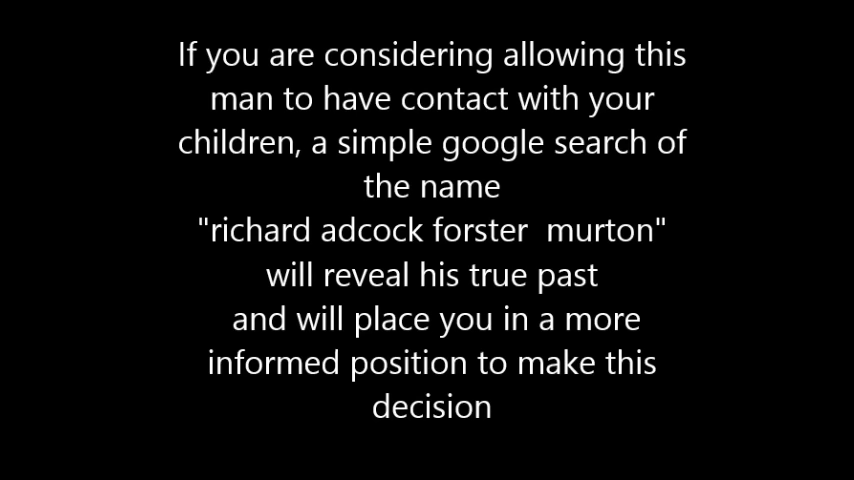 If you are considering allowing this
man to have contact with your
children, a simple google search of
the name
"richard adcock forster  murton"
will reveal his true past
and will place you in a more
informed position to make this
decision